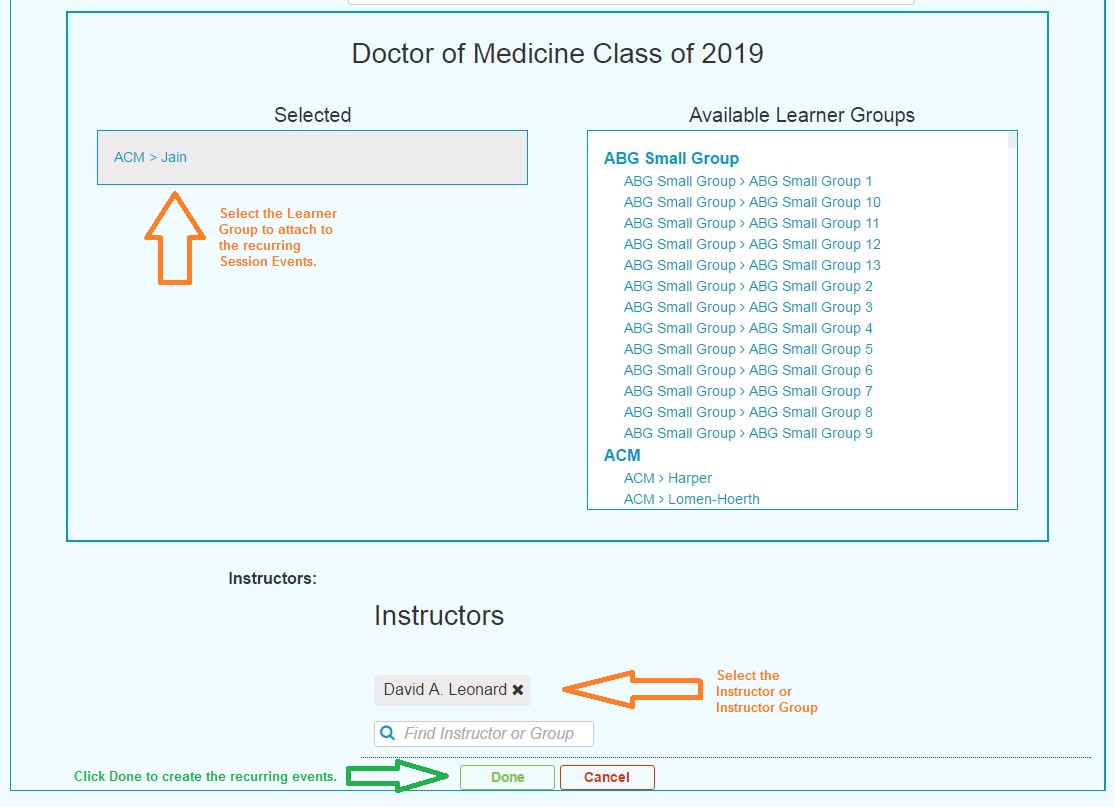 Doctor of Medicine Class of 2019
Selected
ACM > Jain
Select the Learner
Group to attach to
the recurring
Session Events.
Available Learner Groups
ABG Small Group
ABG Small Group > ABG Small Group 1
ABG Small Group > ABG Small Group 10
ABG Small Group > ABG Small Group 11
ABG Small Group > ABG Small Group 12
ABG Small Group > ABG Small Group 13
ABG Small Group > ABG Small Group 2
ABG Small Group > ABG Small Group 3
ABG Small Group > ABG Small Group 4
ABG Small Group > ABG Small Group 5
ABG Small Group > ABG Small Group 6
ABG Small Group > ABG Small Group 7
ABG Small Group > ABG Small Group 8
ABG Small Group > ABG Small Group 9
ACM
ACM > Harper
ACM > Lomen-Hoerth
Instructors:
Instructors
David A. Leonard ✖
Select the
Instructor or
Instructor Group
Find Instructor or Group
Click Done to create the recurring events.
Done
Cancel